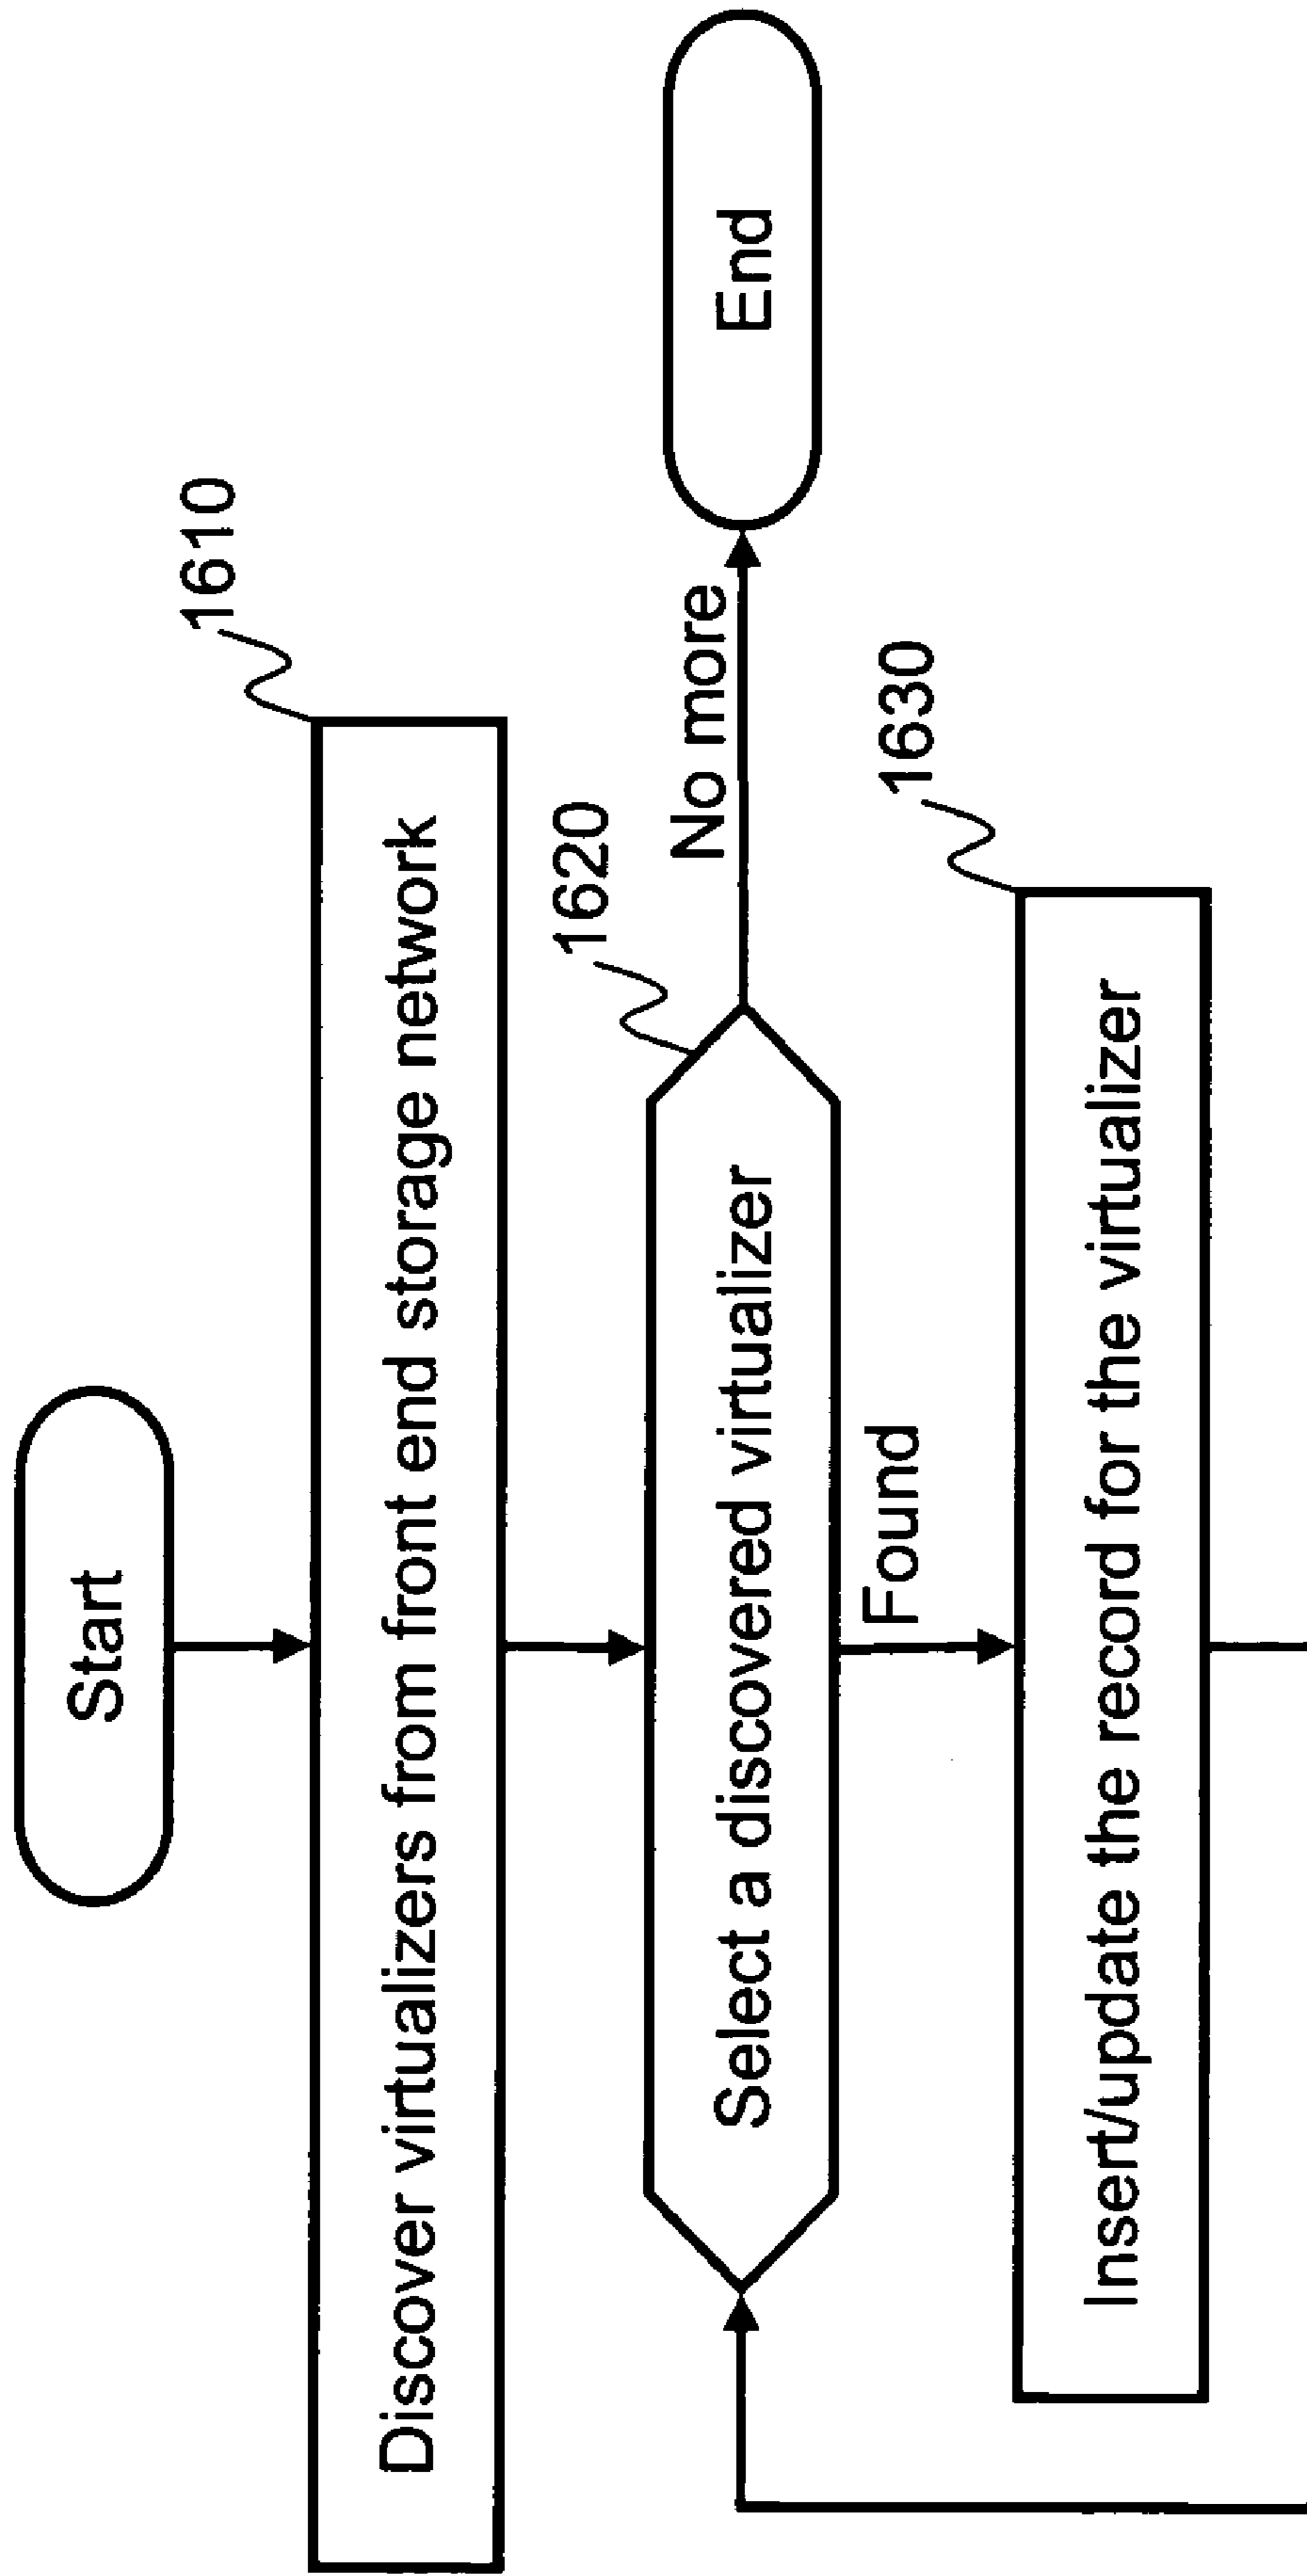 Start
1610
Discover virtualizers from front end storage network
1620
Select a discovered virtualizer
No more
End
Found
1630
Insert/update the record for the virtualizer